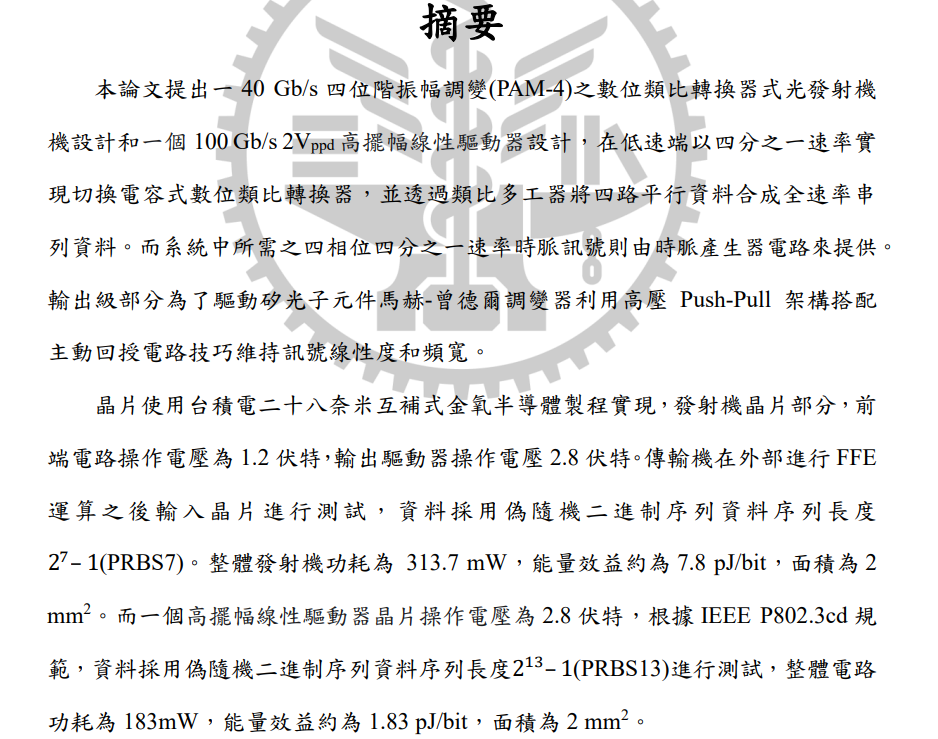 摘要
本論文提出一 40 Gb/s 四位階振幅調變(PAM-4)之數位類比轉換器式光發射機
機設計和一個 100 Gb/s 2Vppd 高擺幅線性驅動器設計，在低速端以四分之一速率實
現切換電容式數位類比轉換器，並透過類比多工器將四路平行資料合成全速率串
列資料。而系統中所需之四相位四分之一速率時脈訊號則由時脈產生器電路來提供。
輸出級部分為了驅動矽光子元件馬赫-曾德爾調變器利用高壓 Push-Pull 架構搭配
主動回授電路技巧維持訊號線性度和頻寬。
晶片使用台積電二十八奈米互補式金氧半導體製程實現，發射機晶片部分，前
端電路操作電壓為 1.2 伏特，輸出驅動器操作電壓 2.8 伏特。傳輸機在外部進行 FFE
運算之後輸入晶片進行測試，資料採用偽隨機二進制序列資料序列長度
2⁷− 1(PRBS7)。整體發射機功耗為 313.7 mW，能量效益約為 7.8 pJ/bit，面積為 2
mm²。而一個高擺幅線性驅動器晶片操作電壓為 2.8 伏特，根據 IEEE P802.3cd 規
範，資料採用偽隨機二進制序列資料序列長度2¹³− 1(PRBS13)進行測試，整體電路
功耗為 183mW，能量效益約為 1.83 pJ/bit，面積為 2 mm²。